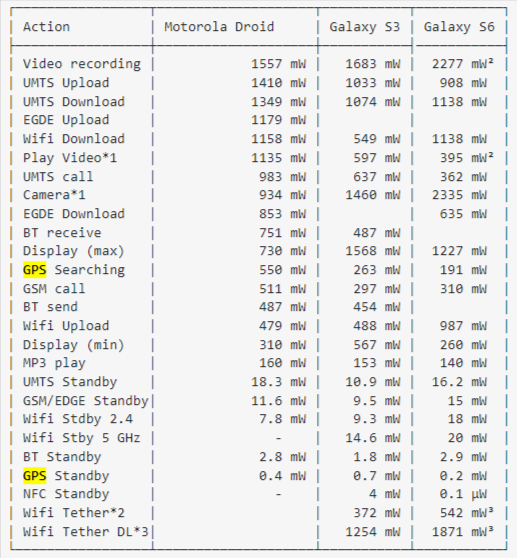 Action Motorola Droid Galaxy S3 Galaxy S6
Video recording 1557 mW 1683 mW 2277 mW²
UMTS Upload 1410 mW 1033 mW 908 mW
UMTS Download 1349 mW 1074 mW 1138 mW
EGDE Upload 1179 mW
Wifi Download 1158 mW 549 mW 1138 mW
Play Video*1 1135 mW 597 mW 395 mW²
UMTS call 983 mW 637 mW 362 mW
Camera*1 934 mW 1460 mW 2335 mW
EGDE Download 853 mW 635 mW
BT receive 751 mW 487 mW
Display (max) 730 mW 1568 mW 1227 mW
GPS Searching 550 mW 263 mW 191 mW
GSM call 511 mW 297 mW 310 mW
BT send 487 mW 454 mW
Wifi Upload 479 mW 488 mW 987 mW
Display (min) 310 mW 567 mW 260 mW
MP3 play 160 mW 153 mW 140 mW
UMTS Standby 18.3 mW 10.9 mW 16.2 mW
GSM/EDGE Standby 11.6 mW 9.5 mW 15 mW
Wifi Stdby 2.4 7.8 mW 9.3 mW 18 mW
Wifi Stby 5 GHz - 14.6 mW 20 mW
BT Standby 2.8 mW 1.8 mW 2.9 mW
GPS Standby 0.4 mW 0.7 mW 0.2 mW
NFC Standby - 4 mW 0.1 µW
Wifi Tether*2 372 mW 542 mW³
Wifi Tether DL*3 1254 mW 1871 mW³